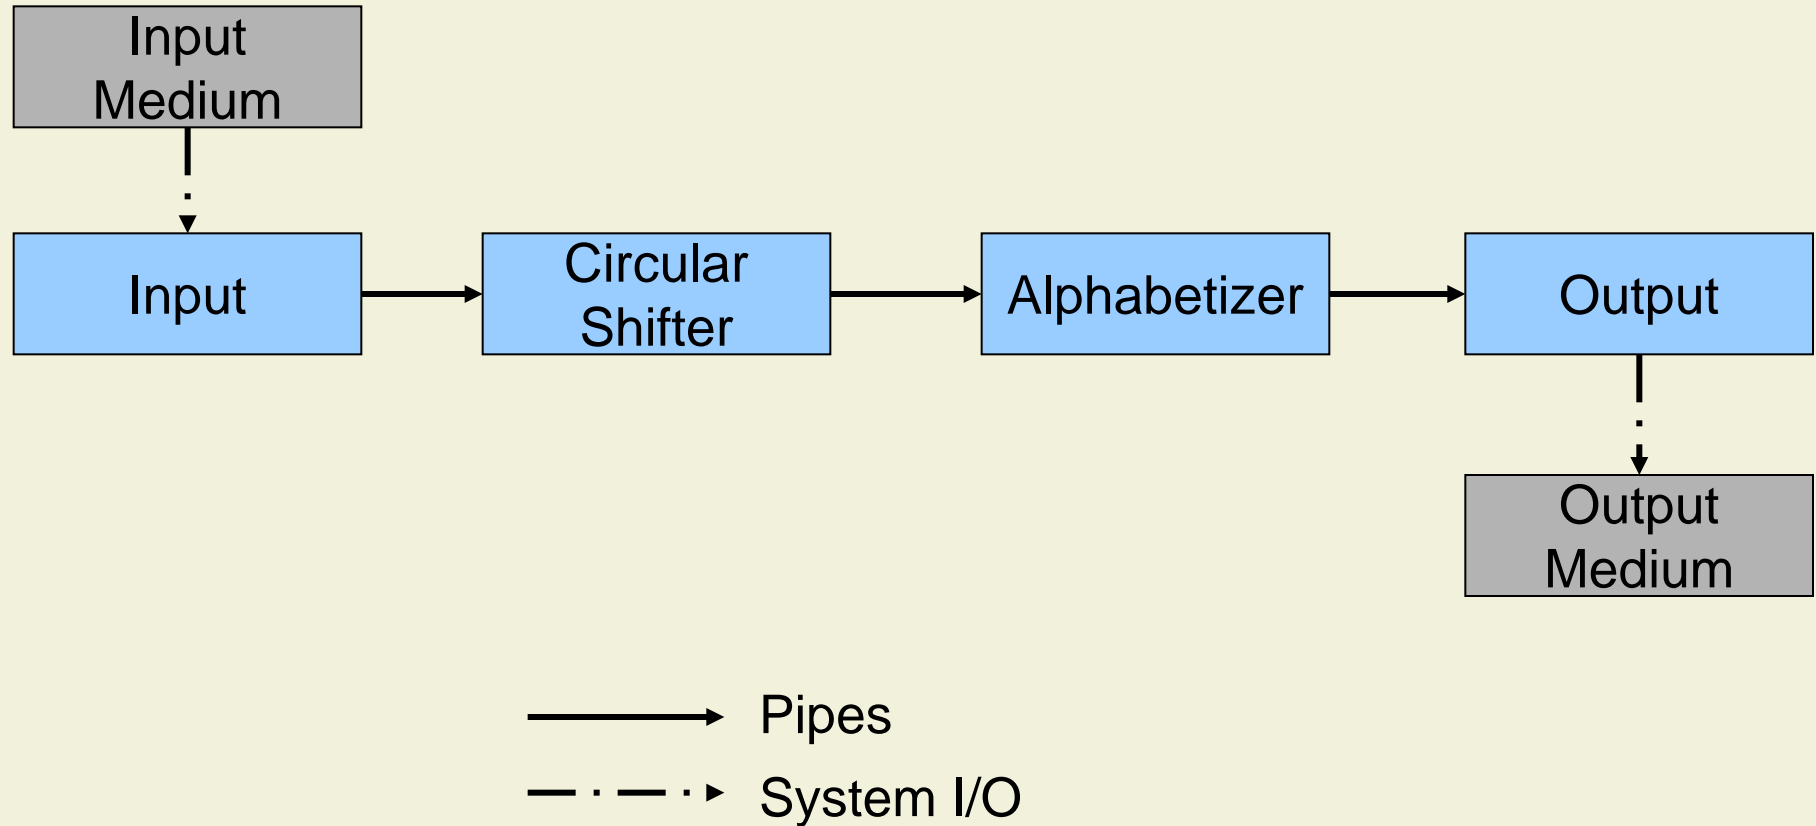 Input
Medium
Input
Circular
Shifter
Alphabetizer
Output
Output
Medium
Pipes
System I/O